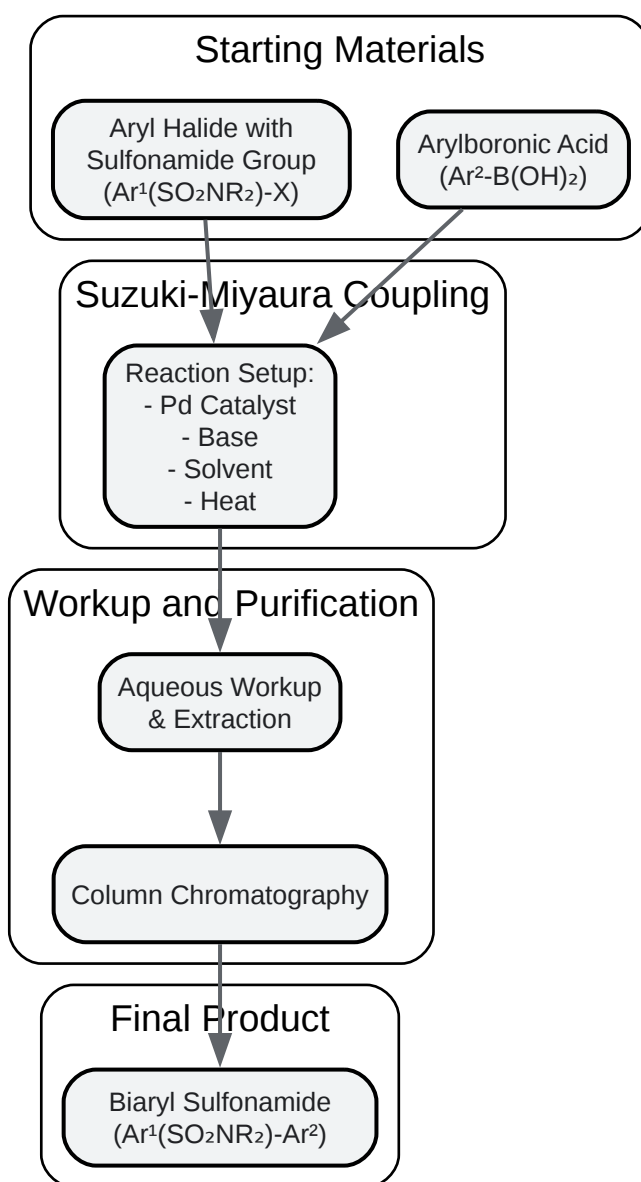 Starting Materials
Aryl Halide with
Sulfonamide Group
(Ar¹(SO₂NR₂)-X)
Arylboronic Acid
(Ar²-B(OH)₂)
Suzuki-Miyaura Coupling
Reaction Setup:
- Pd Catalyst
- Base
- Solvent
- Heat
Workup and Purification
Aqueous Workup
& Extraction
Column Chromatography
Final Product
Biaryl Sulfonamide
(Ar¹(SO₂NR₂)-Ar²)